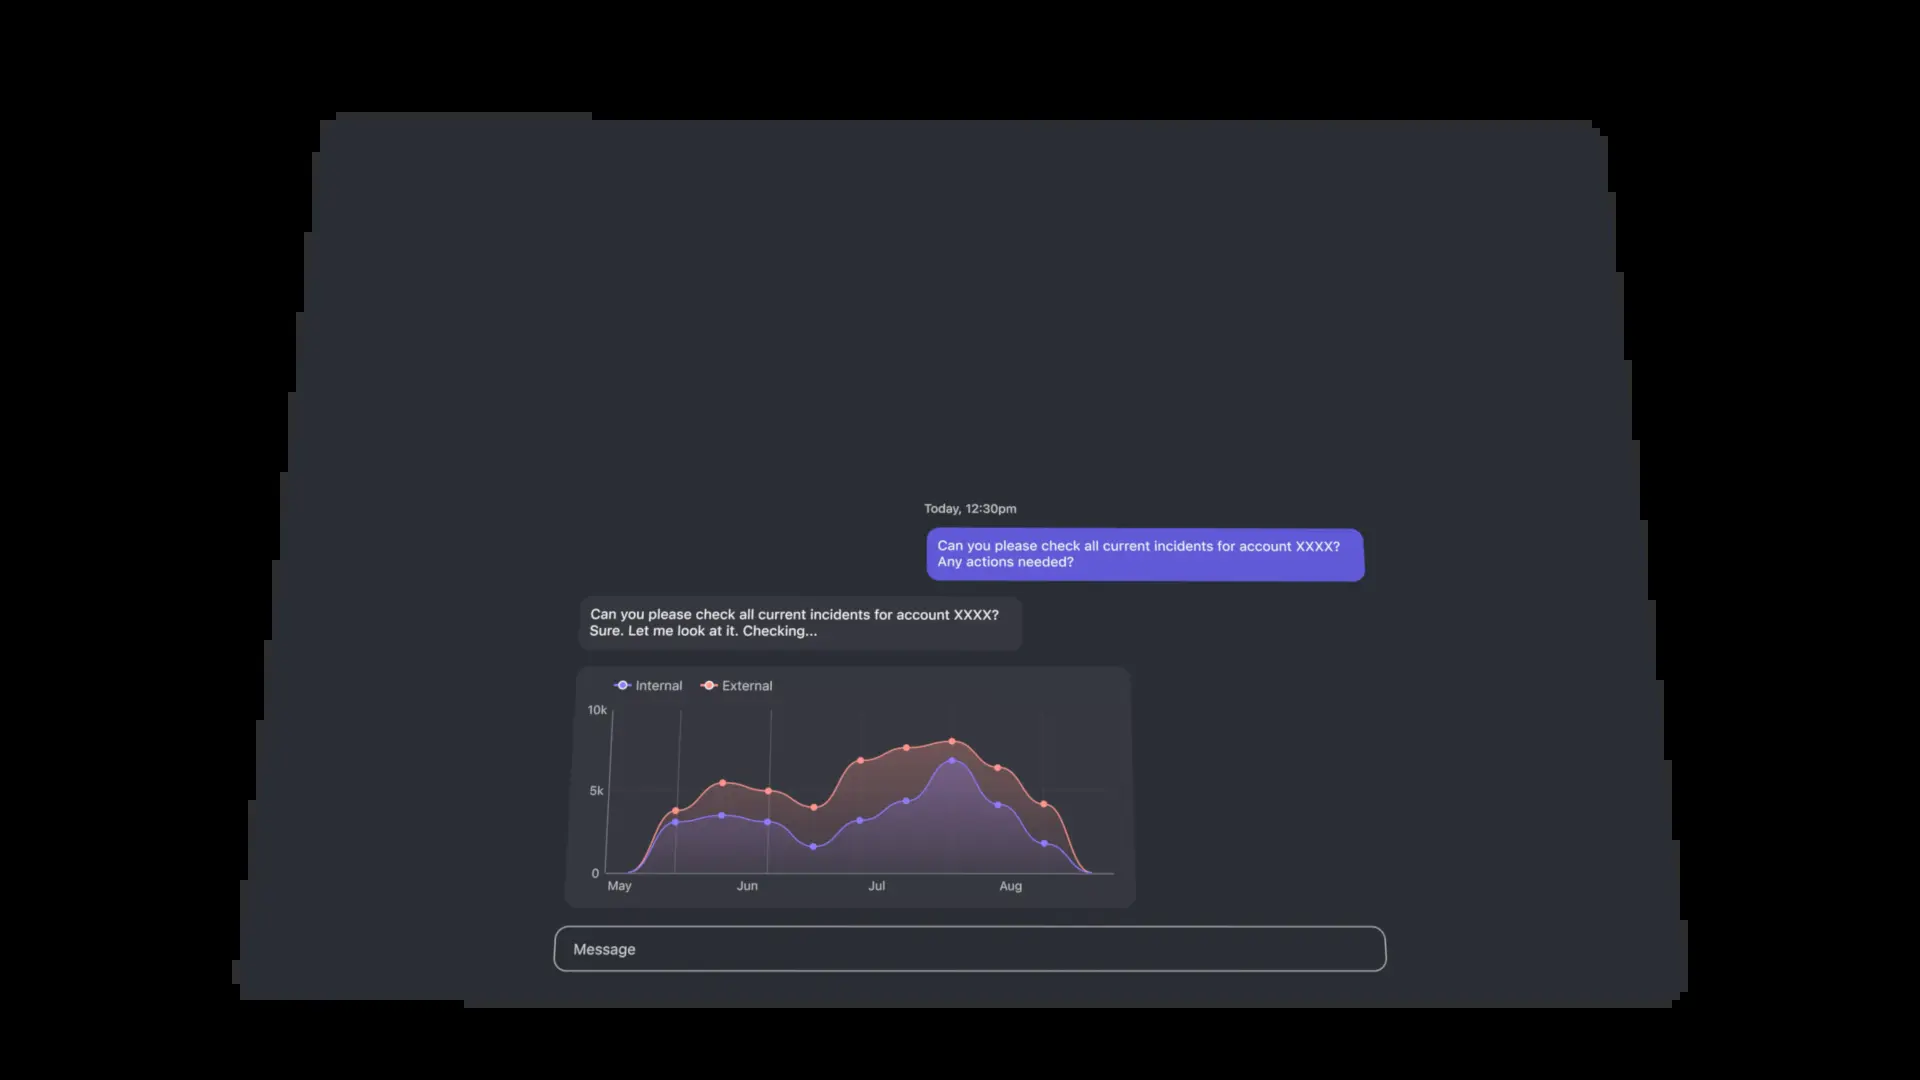 Today, 12:30pm
Can you please check all current incidents for account XXXX?
Any actions needed?
Can you please check all current incidents for account XXXX?
Sure. Let me look at it. Checking...
Internal External
10k
5k
0
May Jun Jul Aug
Message